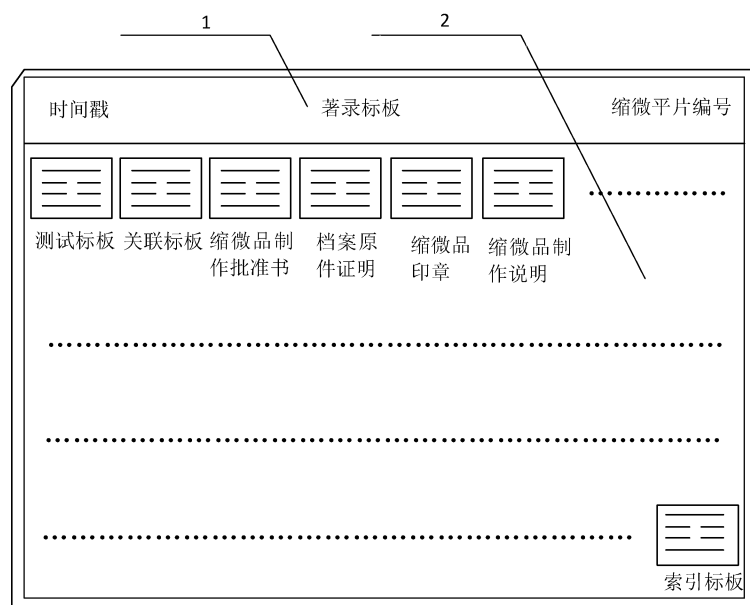 1 2
时间戳 著录标板 缩微平片编号
测试标板 关联标板 缩微品制作批准书 档案原件证明 缩微品印章 缩微品制作说明
索引标板